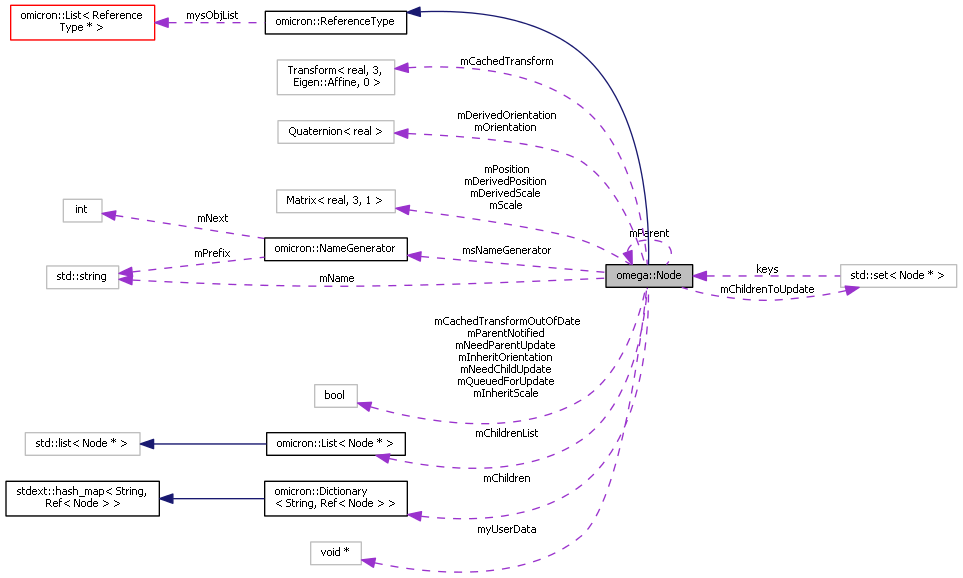 omicron::List< Reference
Type * >
mysObjList
omicron::ReferenceType
Transform< real, 3,
Eigen::Affine, 0 >
mCachedTransform
Quaternion< real >
mDerivedOrientation
mOrientation
Matrix< real, 3, 1 >
mPosition
mDerivedPosition
mDerivedScale
mScale
int
mNext
omicron::NameGenerator
msNameGenerator
mParent
mPrefix
std::string
mName
omega::Node
keys
mChildrenToUpdate
std::set< Node * >
mCachedTransformOutOfDate
mParentNotified
mNeedParentUpdate
mInheritOrientation
mNeedChildUpdate
mQueuedForUpdate
mInheritScale
bool
std::list< Node * >
omicron::List< Node * >
mChildrenList
stdext::hash_map< String,
Ref< Node > >
omicron::Dictionary
< String, Ref< Node > >
mChildren
void *
myUserData